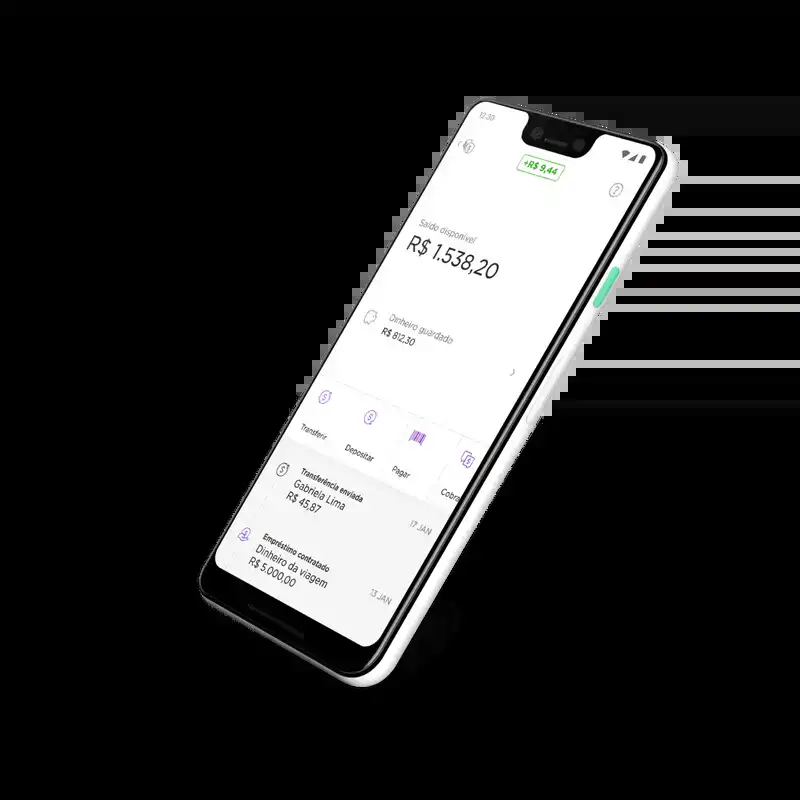 12:30
+R$ 9,44
Saldo disponível
R$ 1.538,20
Dinheiro guardado
R$ 812,30
Transferir
Depositar
Pagar
Cobra
Transferência enviada
17 JAN
Gabriela Lima
R$ 45,87
Empréstimo contratado
13 JAN
Dinheiro da viagem
R$ 5.000,00